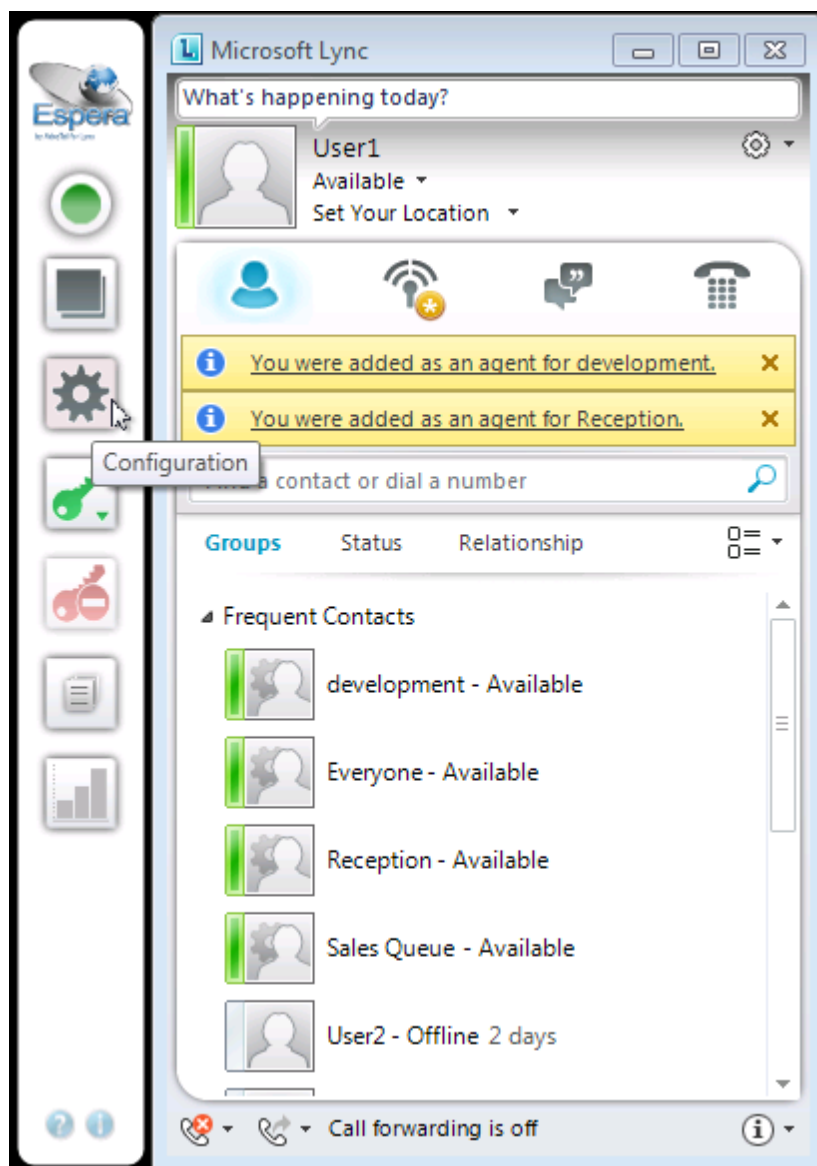 Microsoft Lync
What's happening today?
Espera
User1
Available
Set Your Location
You were added as an agent for development.
You were added as an agent for Reception.
Configuration
a contact or dial a number
Groups Status Relationship
Frequent Contacts
development - Available
Everyone - Available
Reception - Available
Sales Queue - Available
User2 - Offline 2 days
Call forwarding is off